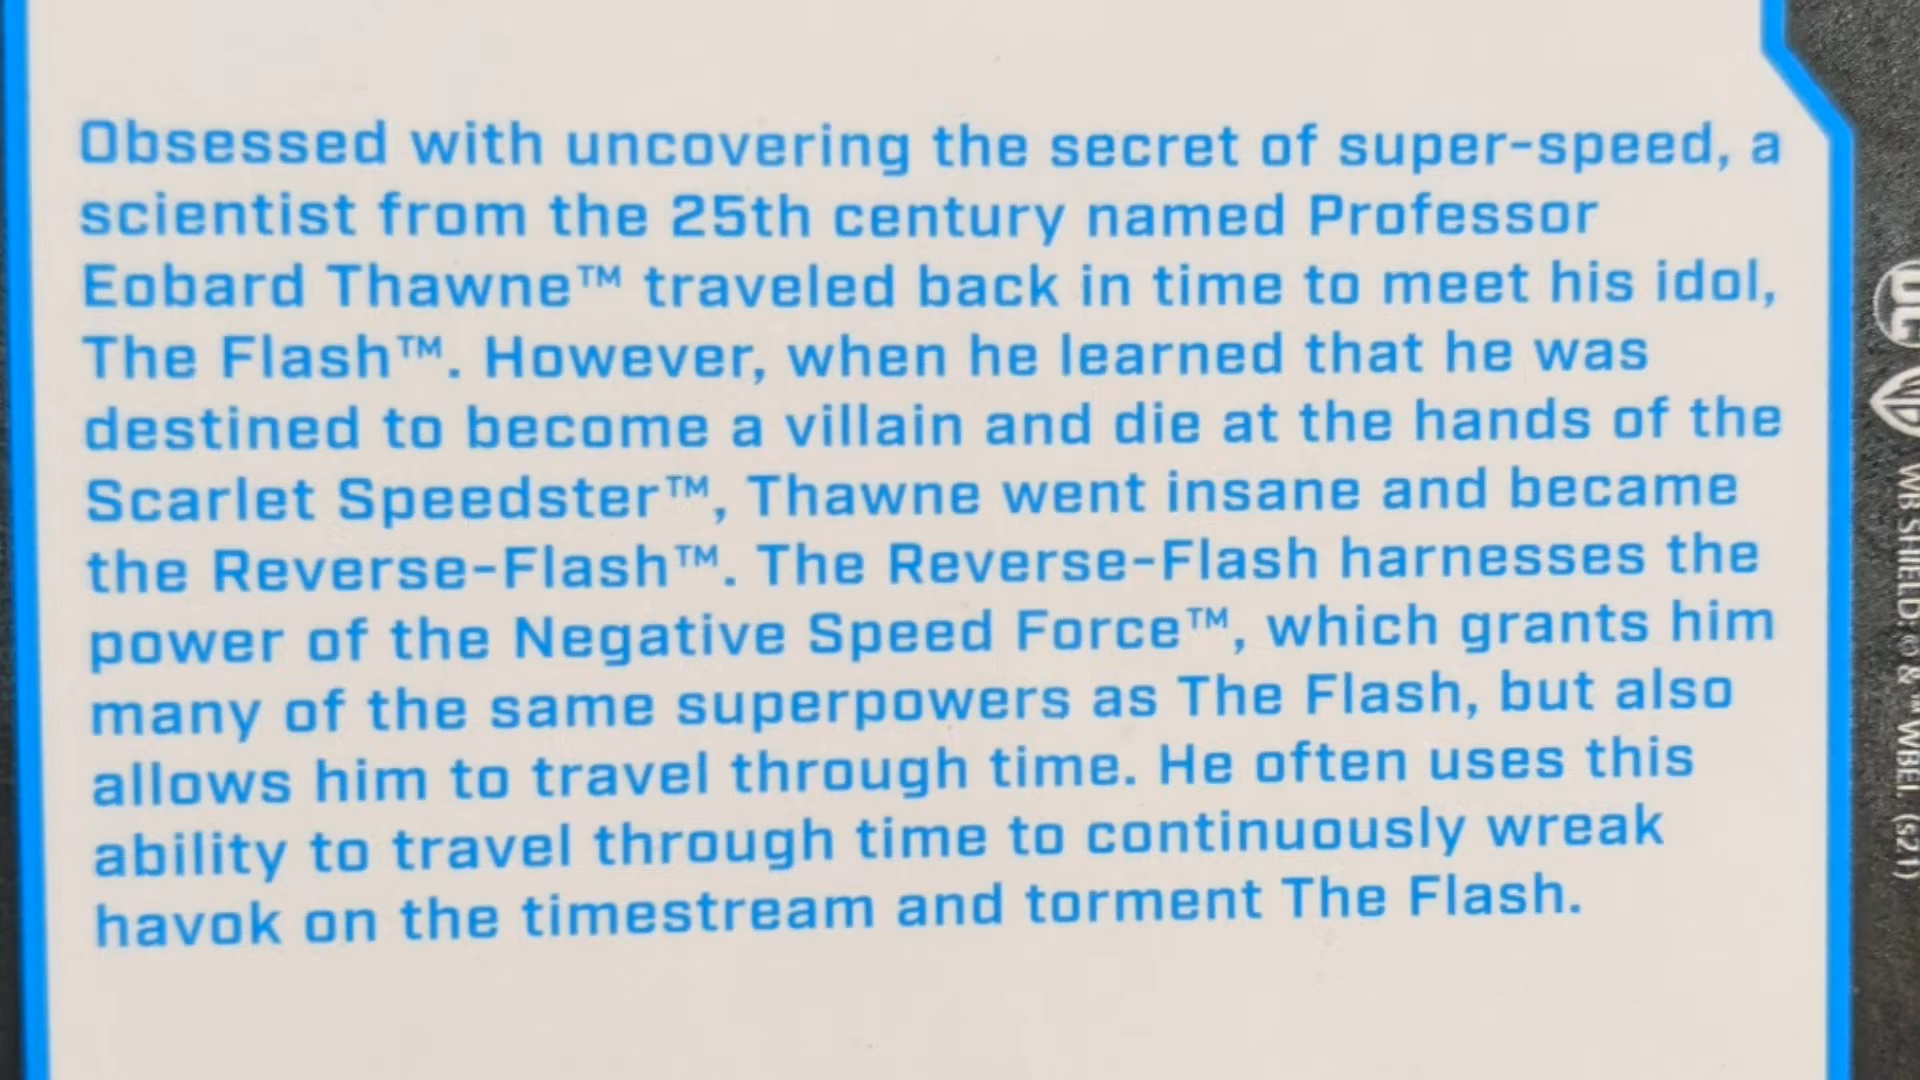 Obsessed with uncovering the secret of super-speed, a
scientist from the 25th century named Professor
Eobard Thawne™ traveled back in time to meet his idol,
The Flash™. However, when he learned that he was
destined to become a villain and die at the hands of the
Scarlet Speedster™, Thawne went insane and became
the Reverse-Flash™. The Reverse-Flash harnesses the
power of the Negative Speed Force™, which grants him
many of the same superpowers as The Flash, but also
allows him to travel through time. He often uses this
ability to travel through time to continuously wreak
havok on the timestream and torment The Flash.
DC
WB SHIELD: © & ™ WBEI. (s21)